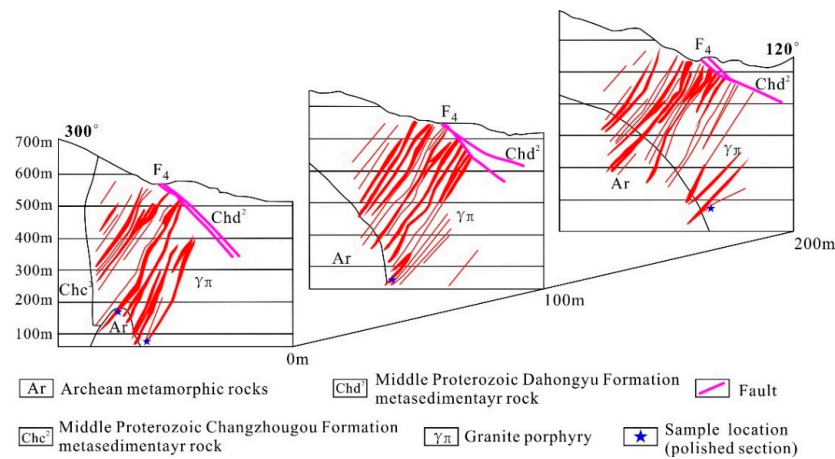 300°
F4
Chd²
γπ
Chc²
Ar
700m
600m
500m
400m
300m
200m
100m
0m
F4
Chd²
γπ
Ar
100m
120°
F4
Chd²
γπ
Ar
200m
Ar Archean metamorphic rocks
Chd² Middle Proterozoic Dahongyu Formation
metasedimentayr rock
Fault
Chc² Middle Proterozoic Changzhougou Formation
metasedimentayr rock
γπ Granite porphyry
Sample location
(polished section)